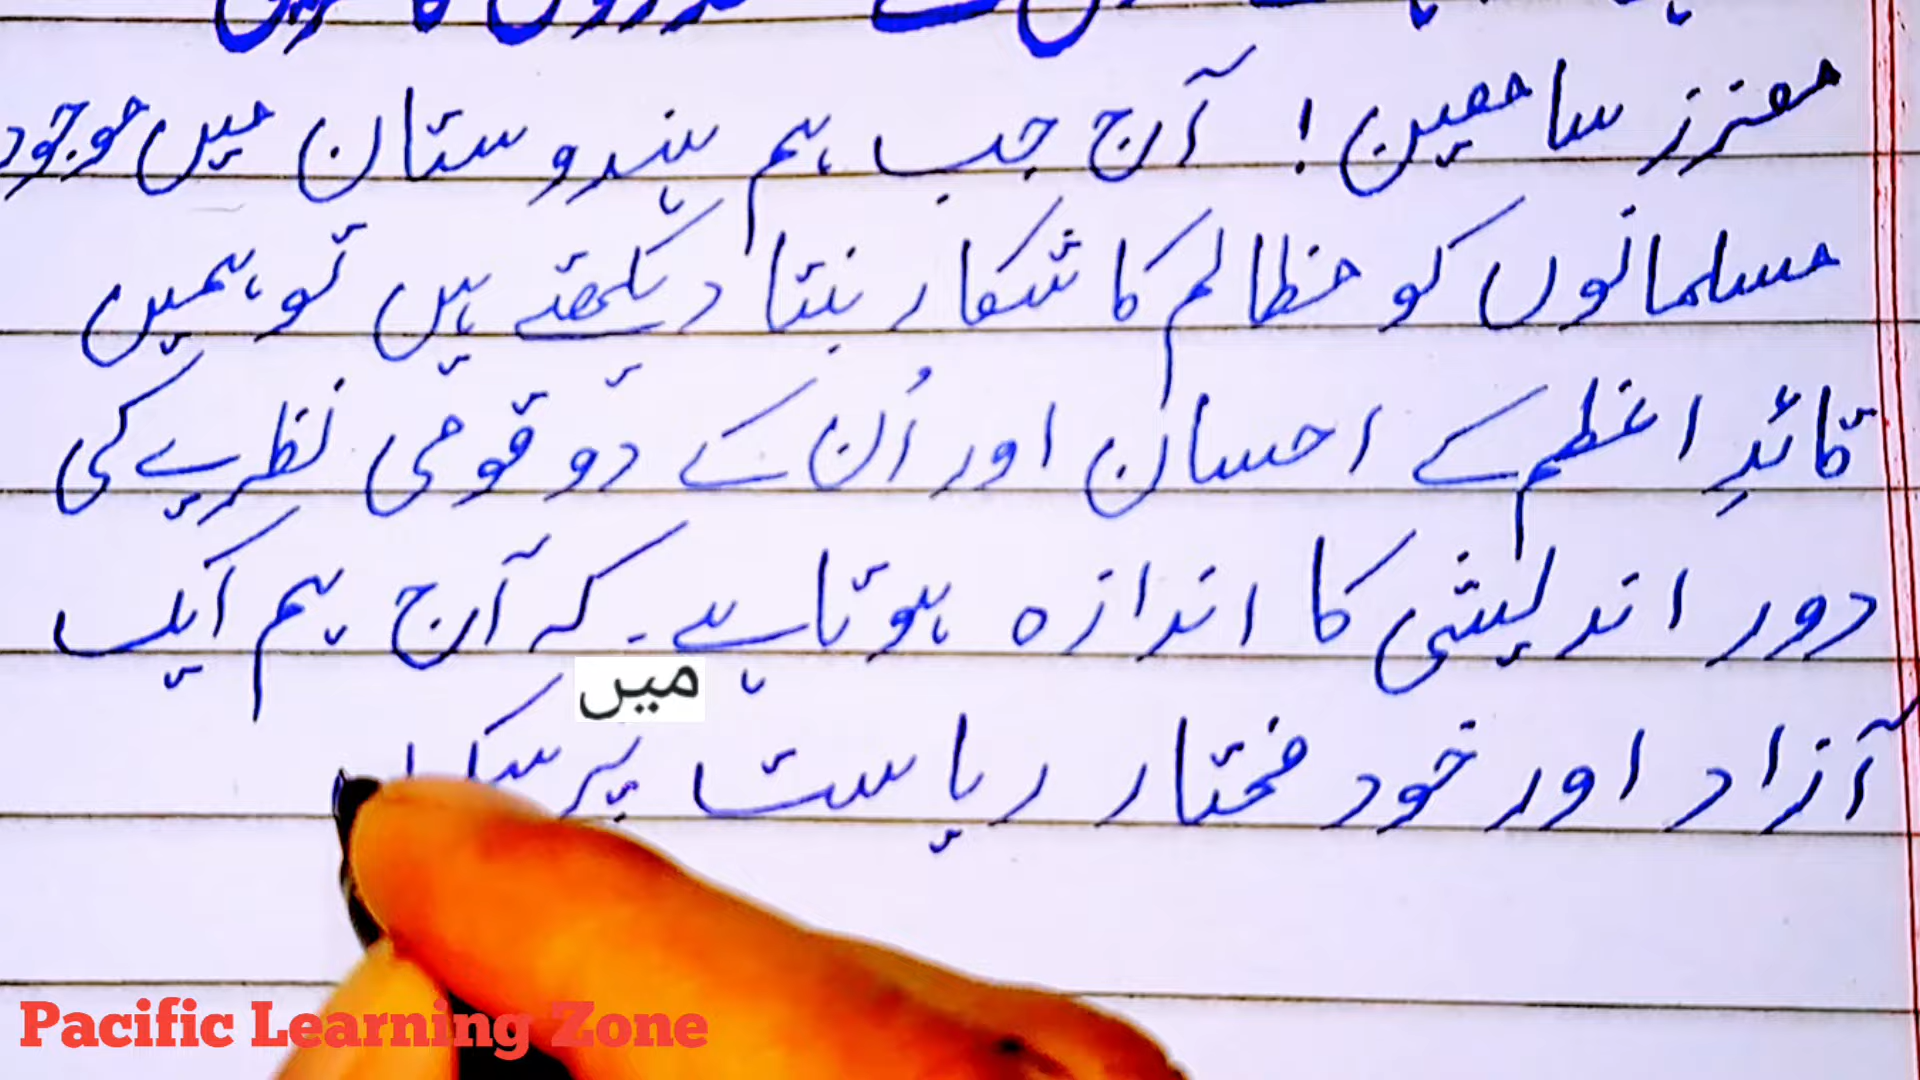 معزز سامعین! آج جب ہم ہندوستان میں موجود
مسلمانوں کو مظالم کا شکار بنتا دیکھتے ہیں تو ہمیں
قائدِ اعظم کے احسان اور اُن کے دو قومی نظریے کی
دور اندیشی کا اندازہ ہوتا ہے۔ کہ آج ہم ایک
میں
آزاد اور خود مختار ریاست پر
Pacific Learning Zone